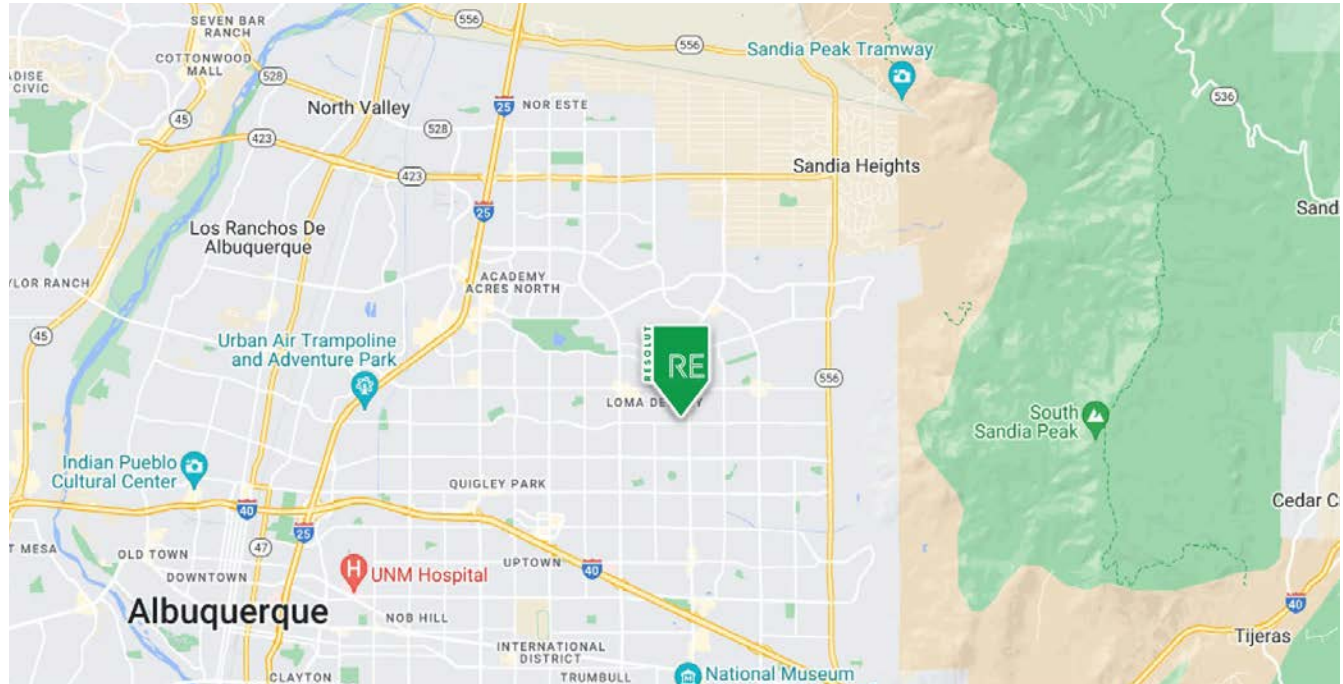 SEVEN BAR
RANCH
556
556
556
Sandia Peak Tramway
COTTONWOOD
MALL
ADISE
CIVIC
528
North Valley
25
NOR ESTE
536
45
528
423
423
Sandia Heights
25
Sand
Los Ranchos De
Albuquerque
YLOR RANCH
ACADEMY
ACRES NORTH
45
Urban Air Trampoline
and Adventure Park
RESOLUT
RE
556
LOMA DE
South
Sandia Peak
Indian Pueblo
Cultural Center
QUIGLEY PARK
Cedar C
40
25
47
T MESA
OLD TOWN
DOWNTOWN
H
UNM Hospital
UPTOWN
40
40
Albuquerque
NOB HILL
Tijeras
INTERNATIONAL
DISTRICT
CLAYTON
TRUMBULL
National Museum